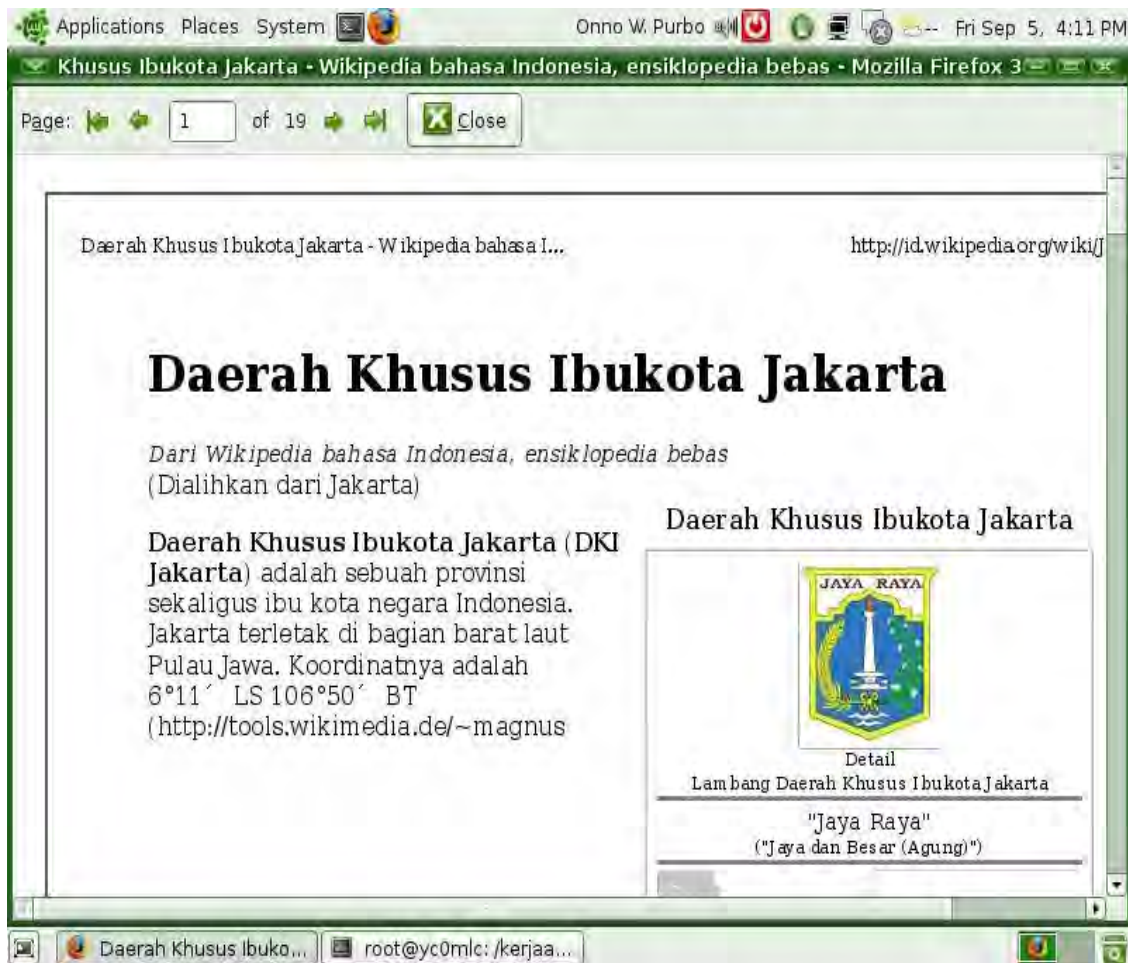 Applications Places System Onno W. Purbo Fri Sep 5, 4:11 PM
Khusus Ibukota Jakarta - Wikipedia bahasa Indonesia, ensiklopedia bebas - Mozilla Firefox 3
Page: 1 of 19 Close
Daerah Khusus Ibukota Jakarta - Wikipedia bahasa I... http://id.wikipedia.org/wiki/J
Daerah Khusus Ibukota Jakarta
Dari Wikipedia bahasa Indonesia, ensiklopedia bebas
(Dialihkan dari Jakarta)
Daerah Khusus Ibukota Jakarta (DKI
Jakarta) adalah sebuah provinsi
sekaligus ibu kota negara Indonesia.
Jakarta terletak di bagian barat laut
Pulau Jawa. Koordinatnya adalah
6°11′ LS 106°50′ BT
(http://tools.wikimedia.de/~magnus
Daerah Khusus Ibukota Jakarta
JAYA RAYA
Detail
Lambang Daerah Khusus Ibukota Jakarta
"Jaya Raya"
("Jaya dan Besar (Agung)")
Daerah Khusus Ibuko... root@yc0mlc: /kerjaa...